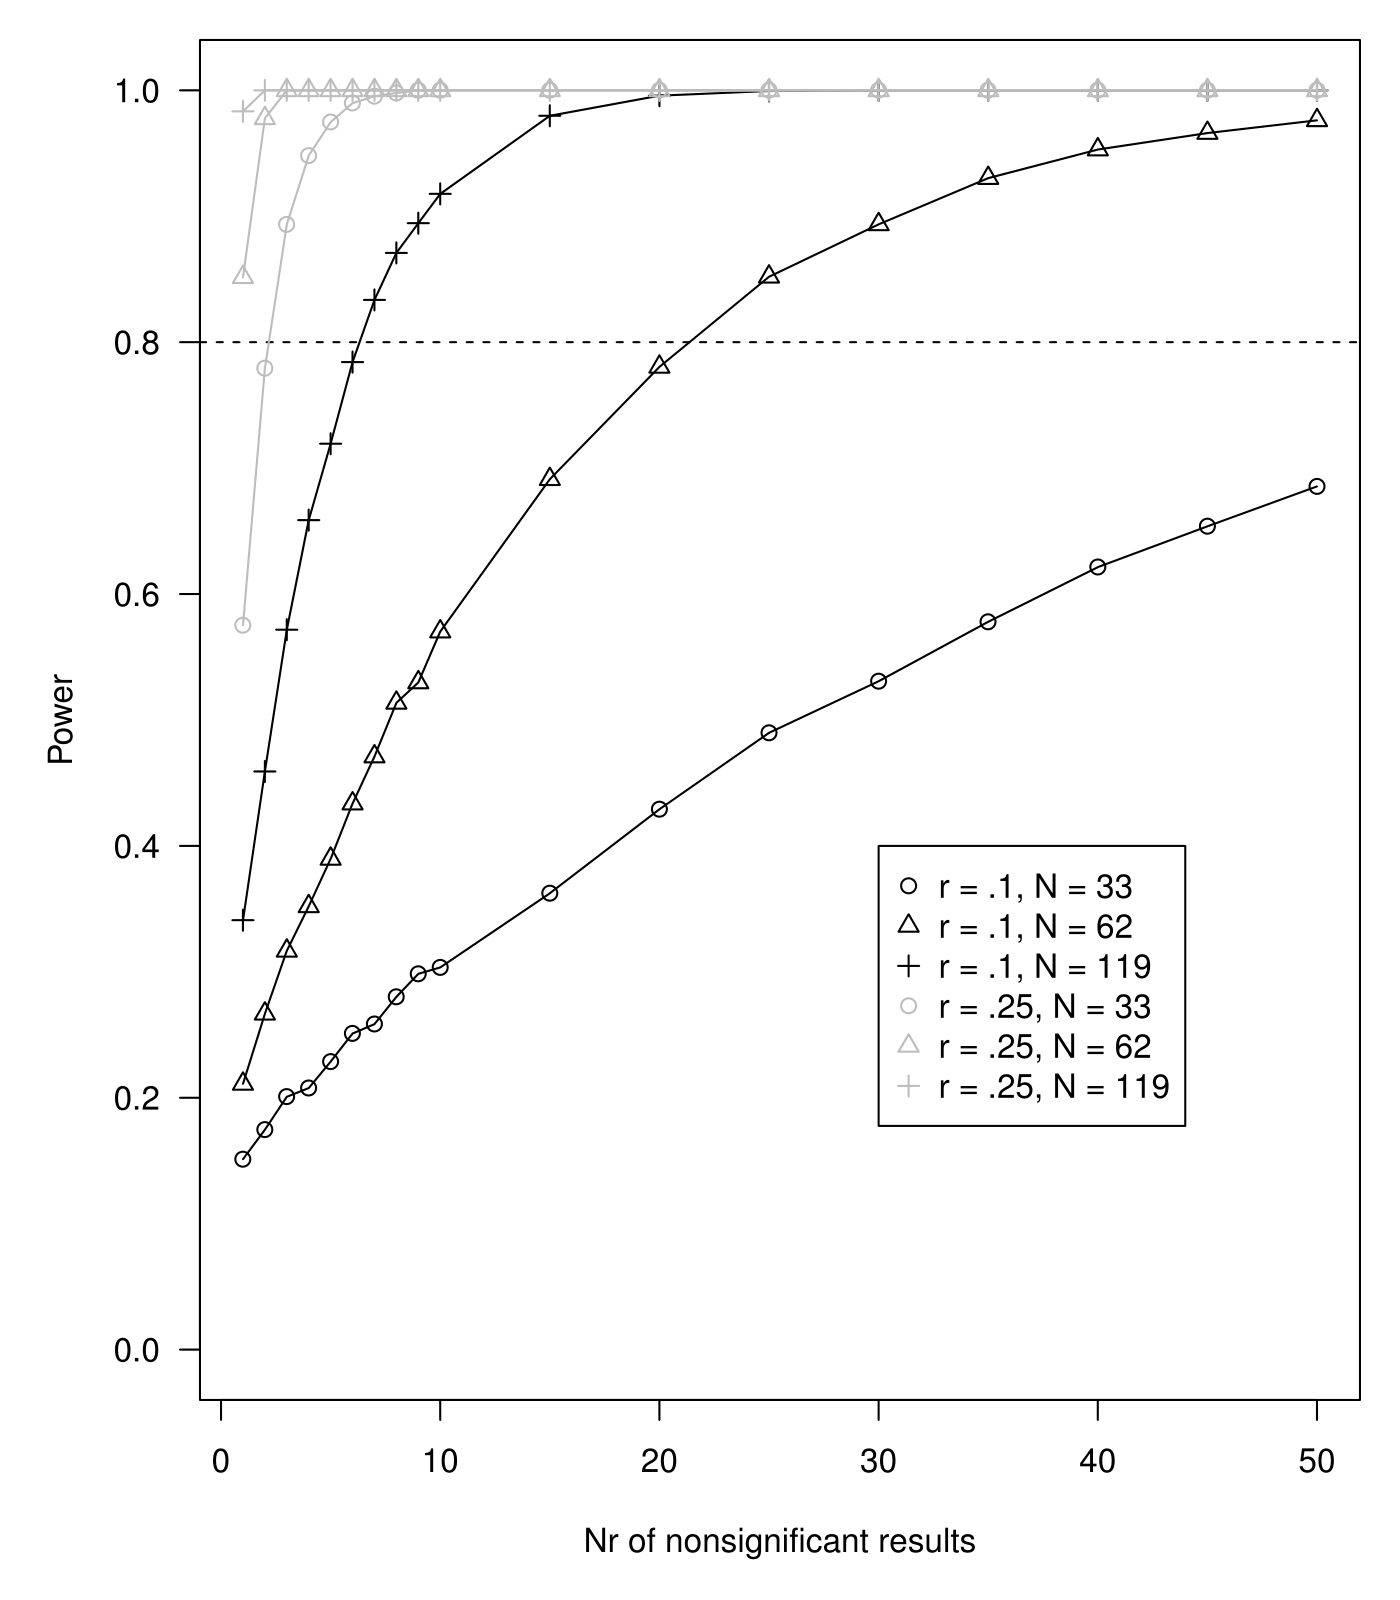 1.0
0.8
0.6
0.4
0.2
0.0
Power
r = .1, N = 33
r = .1, N = 62
r = .1, N = 119
r = .25, N = 33
r = .25, N = 62
r = .25, N = 119
0 10 20 30 40 50
Nr of nonsignificant results